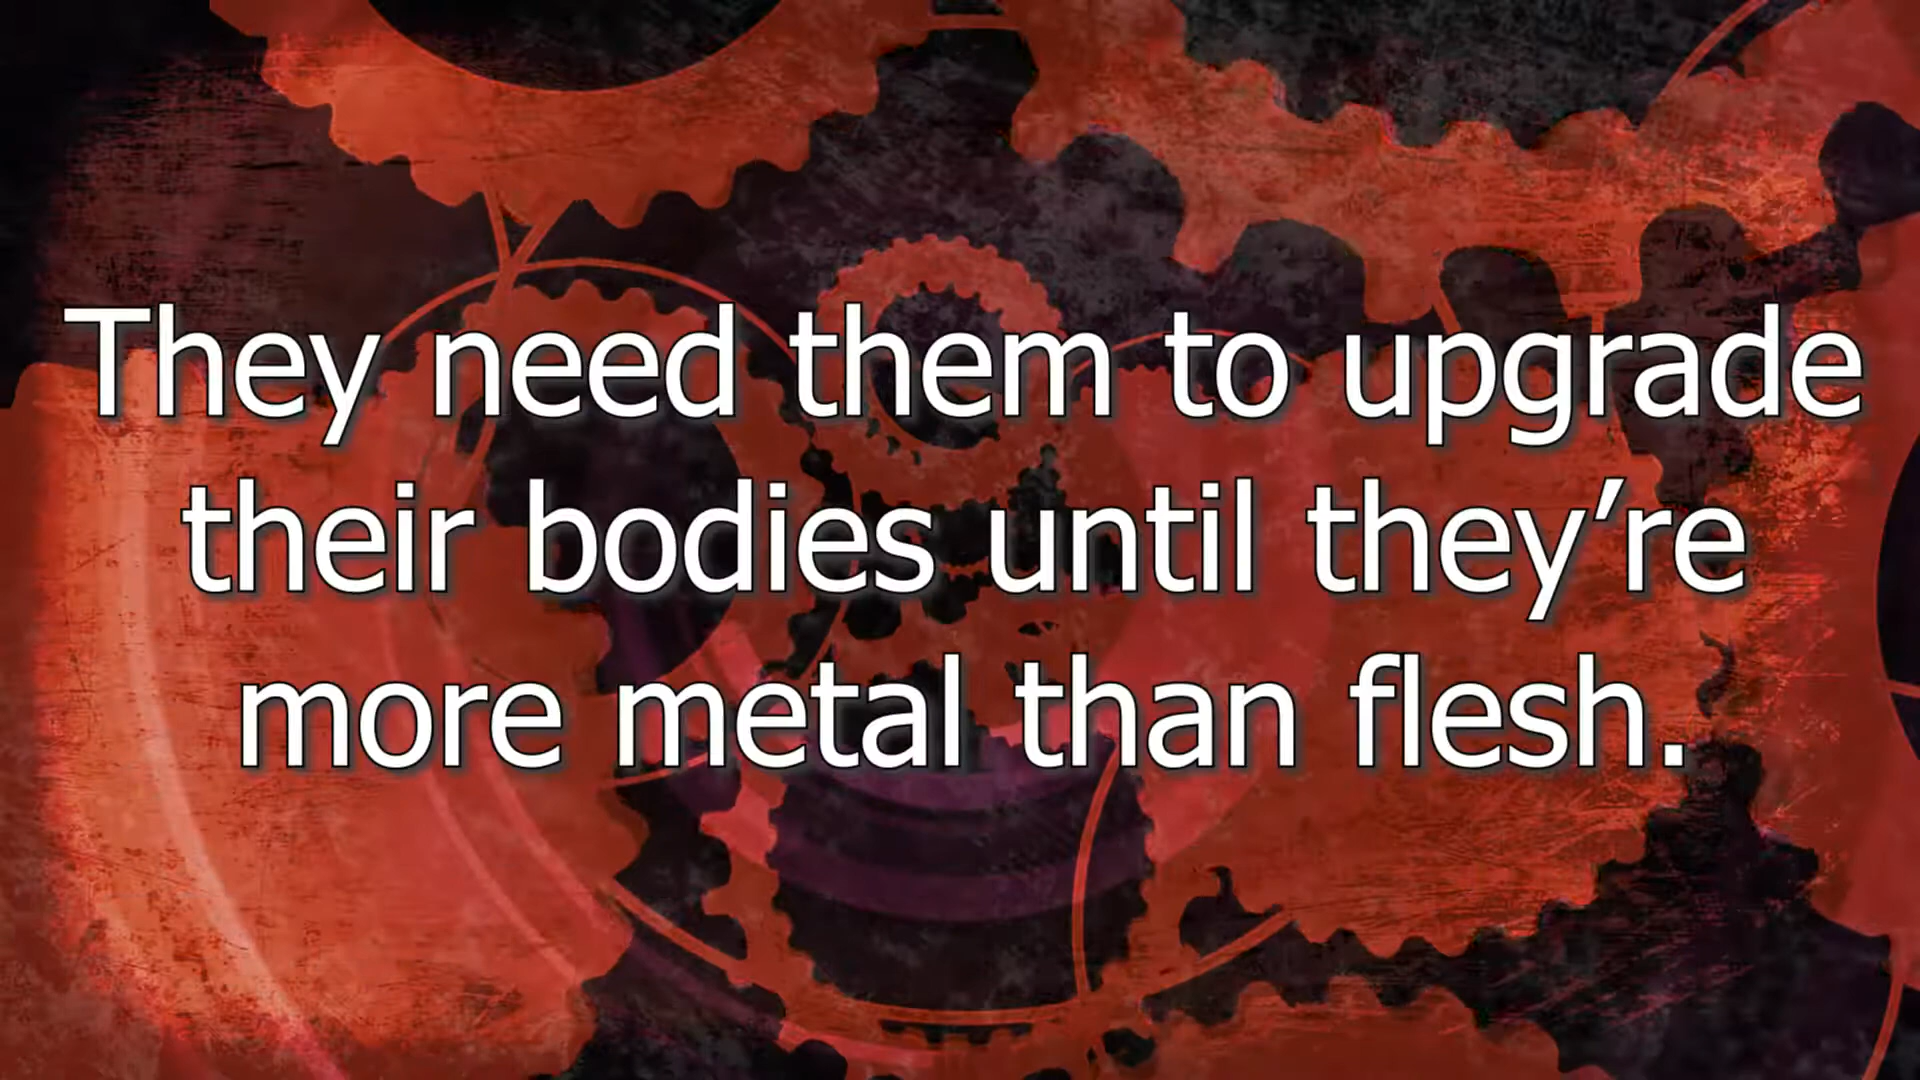 They need them to upgrade
their bodies until they’re
more metal than flesh.